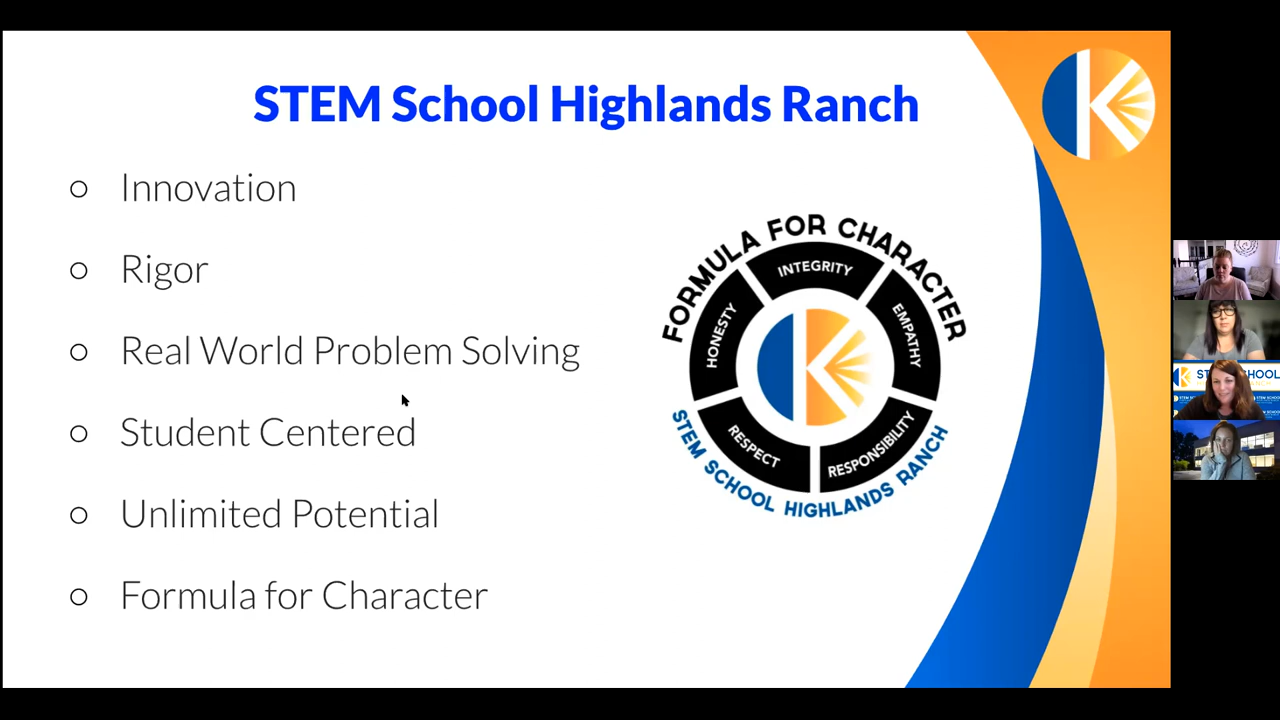 STEM School Highlands Ranch
Innovation
Rigor
Real World Problem Solving
Student Centered
Unlimited Potential
Formula for Character
FORMULA FOR CHARACTER
INTEGRITY
HONESTY
EMPATHY
RESPECT
RESPONSIBILITY
STEM SCHOOL HIGHLANDS RANCH